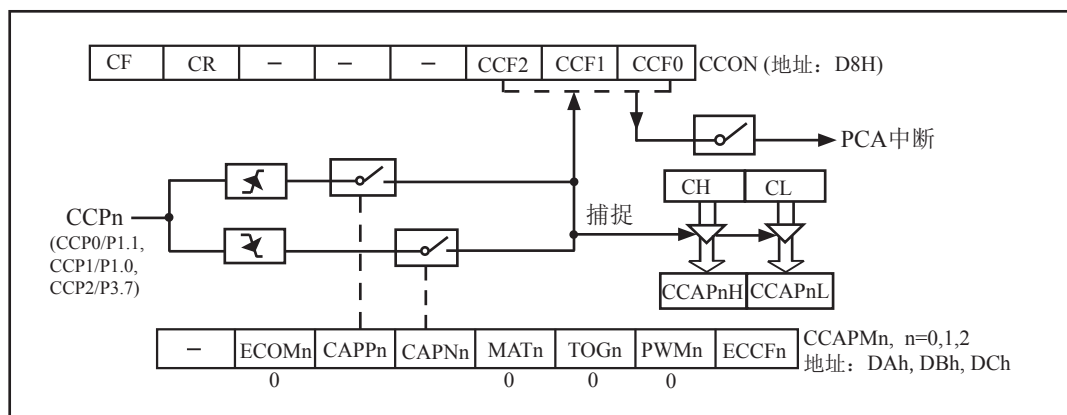 CF CR – – – CCF2 CCF1 CCF0 CCON (地址：D8H)
PCA中断
CH CL
捕捉
CCPn
(CCP0/P1.1,
CCP1/P1.0,
CCP2/P3.7)
CCAPnH CCAPnL
– ECOMn CAPPn CAPNn MATn TOGn PWMn ECCFn
CCAPMn, n=0,1,2
地址：DAh, DBh, DCh
0 0 0 0